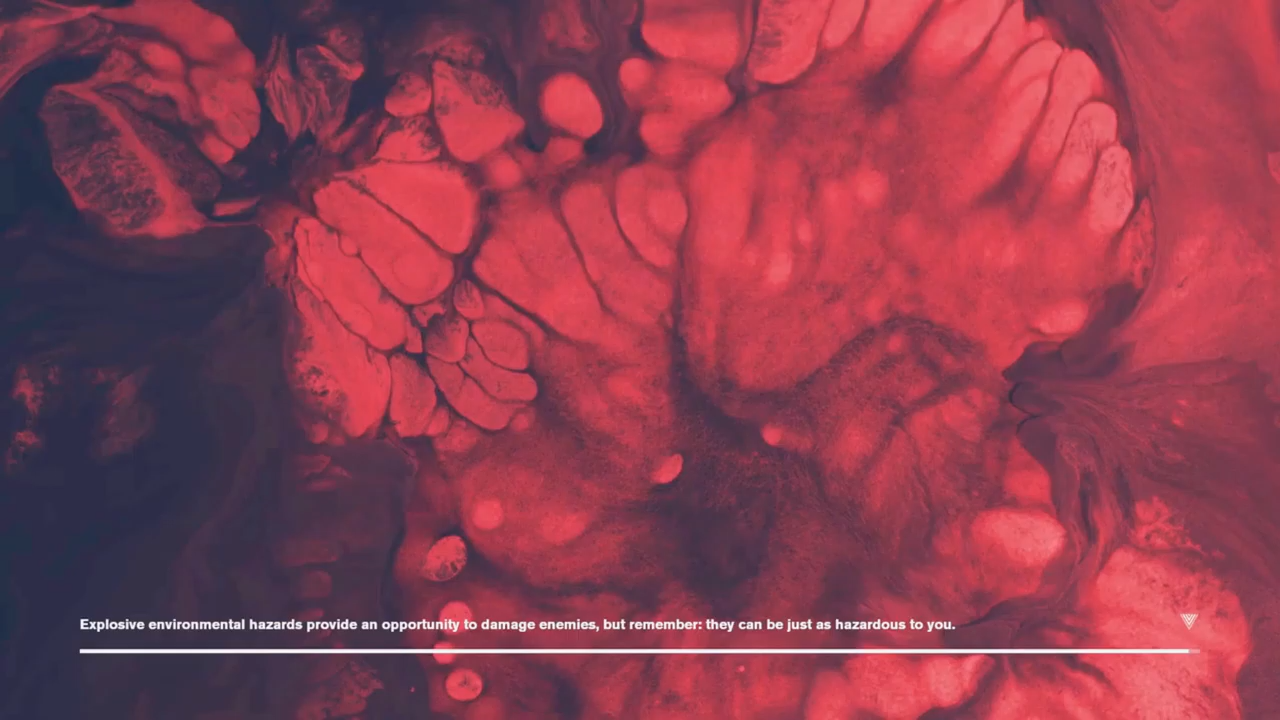 Explosive environmental hazards provide an opportunity to damage enemies, but remember: they can be just as hazardous to you.